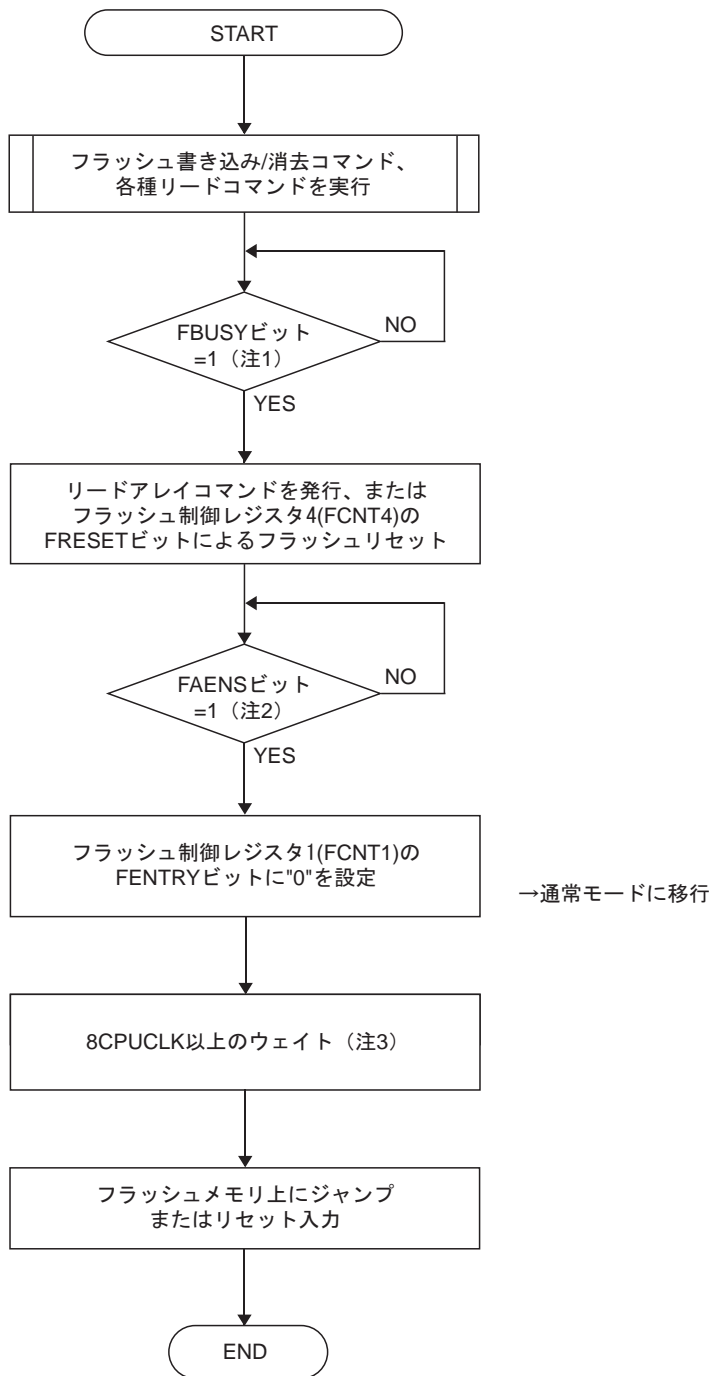 START
フラッシュ書き込み/消去コマンド、
各種リードコマンドを実行
FBUSYビット
=1（注1）
NO
YES
リードアレイコマンドを発行、または
フラッシュ制御レジスタ4(FCNT4)の
FRESETビットによるフラッシュリセット
FAENSビット
=1（注2）
NO
YES
フラッシュ制御レジスタ1(FCNT1)の
FENTRYビットに"0"を設定
→通常モードに移行
8CPUCLK以上のウェイト（注3）
フラッシュメモリ上にジャンプ
またはリセット入力
END